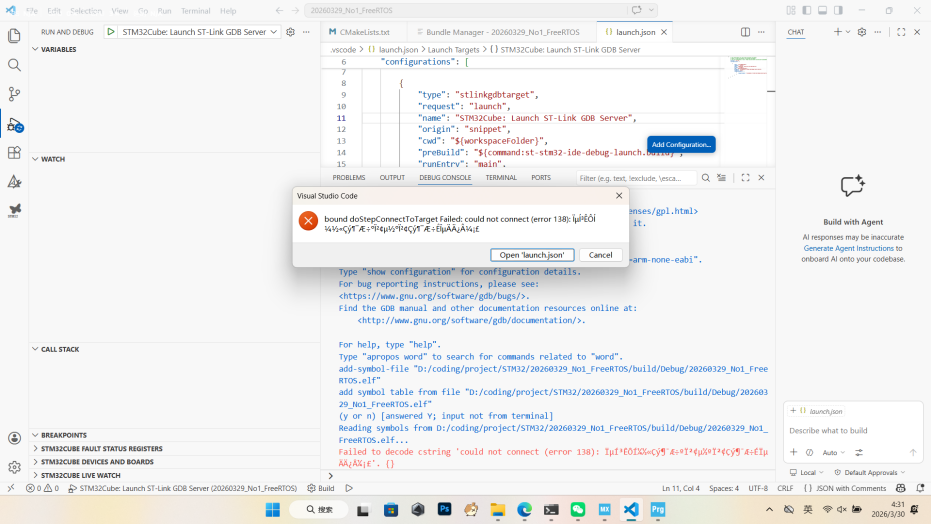 File Edit Selection View Go Run Terminal Help
20260329_No1_FreeRTOS
RUN AND DEBUG
STM32Cube: Launch ST-Link GDB Server
CMakeLists.txt
Bundle Manager - 20260329_No1_FreeRTOS
launch.json
CHAT
VARIABLES
.vscode > {} launch.json > Launch Targets > {} STM32Cube: Launch ST-Link GDB Server
6 "configurations": [
7
8 {
9 "type": "stlinkgdbtarget",
10 "request": "launch",
11 "name": "STM32Cube: Launch ST-Link GDB Server",
12 "origin": "snippet",
13 "cwd": "${workspaceFolder}",
14 "preBuild": "${command:st-stm32-ide-debug-launch.build}",
15 "runEntry": "main",
Add Configuration...
WATCH
PROBLEMS OUTPUT DEBUG CONSOLE TERMINAL PORTS
Filter (e.g. text, !exclude, \esca...
Visual Studio Code
bound doStepConnectToTarget Failed: could not connect (error 138): ÏµÍ³ÊÔÍ
Open 'launch.json'
Cancel
enses/gpl.html>
it.
-arm-none-eabi".
Type "show configuration" for configuration details.
For bug reporting instructions, please see:
<https://www.gnu.org/software/gdb/bugs/>.
Find the GDB manual and other documentation resources online at:
<http://www.gnu.org/software/gdb/documentation/>.
For help, type "help".
Type "apropos word" to search for commands related to "word".
add-symbol-file "D:/coding/project/STM32/20260329_No1_FreeRTOS/build/Debug/20260329_No1_Free
RTOS.elf"
add symbol table from file "D:/coding/project/STM32/20260329_No1_FreeRTOS/build/Debug/202603
29_No1_FreeRTOS.elf"
(y or n) [answered Y; input not from terminal]
Reading symbols from D:/coding/project/STM32/20260329_No1_FreeRTOS/build/Debug/20260329_No1_
FreeRTOS.elf...
Failed to decode cstring 'could not connect (error 138):
CALL STACK
BREAKPOINTS
STM32CUBE FAULT STATUS REGISTERS
STM32CUBE DEVICES AND BOARDS
STM32CUBE LIVE WATCH
Build with Agent
AI responses may be inaccurate
Generate Agent Instructions to
onboard AI onto your codebase.
launch.json
Describe what to build
Auto
Local
Default Approvals
0 0
STM32Cube: Launch ST-Link GDB Server (20260329_No1_FreeRTOS)
Build
Ln 11, Col 4
Spaces: 4
UTF-8
CRLF
{} JSON with Comments
搜索
英
4:31
2026/3/30